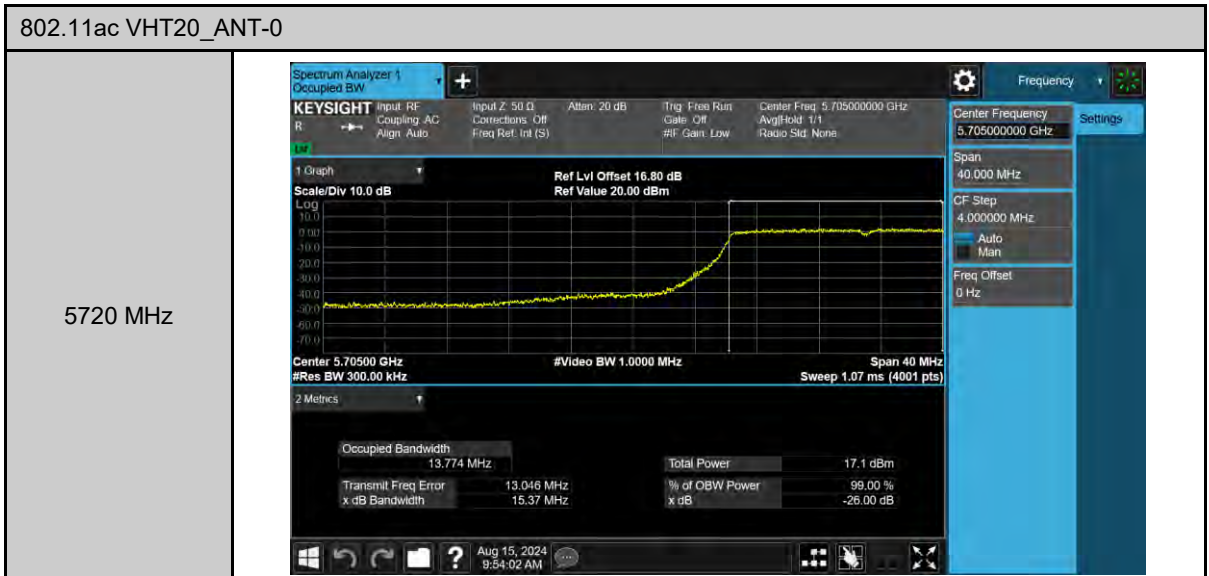 802.11ac VHT20_ANT-0
5720 MHz
Spectrum Analyzer 1
Occupied BW
+
Frequency
KEYSIGHT
R
Input: RF
Coupling: AC
Align: Auto
Input Z: 50 Ω
Corrections: Off
Freq Ref: Int (S)
Atten: 20 dB
Trig: Free Run
Gate: Off
#IF Gain: Low
Center Freq: 5.705000000 GHz
Avg|Hold: 1/1
Radio Std: None
1 Graph
Scale/Div 10.0 dB
Ref Lvl Offset 16.80 dB
Ref Value 20.00 dBm
Log
10.0
0.00
-10.0
-20.0
-30.0
-40.0
-50.0
-60.0
-70.0
Center 5.70500 GHz
#Res BW 300.00 kHz
#Video BW 1.0000 MHz
Span 40 MHz
Sweep 1.07 ms (4001 pts)
2 Metrics
Occupied Bandwidth
13.774 MHz
Total Power 17.1 dBm
Transmit Freq Error 13.046 MHz
% of OBW Power 99.00 %
x dB Bandwidth 15.37 MHz
x dB -26.00 dB
Center Frequency
5.705000000 GHz
Settings
Span
40.000 MHz
CF Step
4.000000 MHz
Auto
Man
Freq Offset
0 Hz
?
Aug 15, 2024
9:54:02 AM